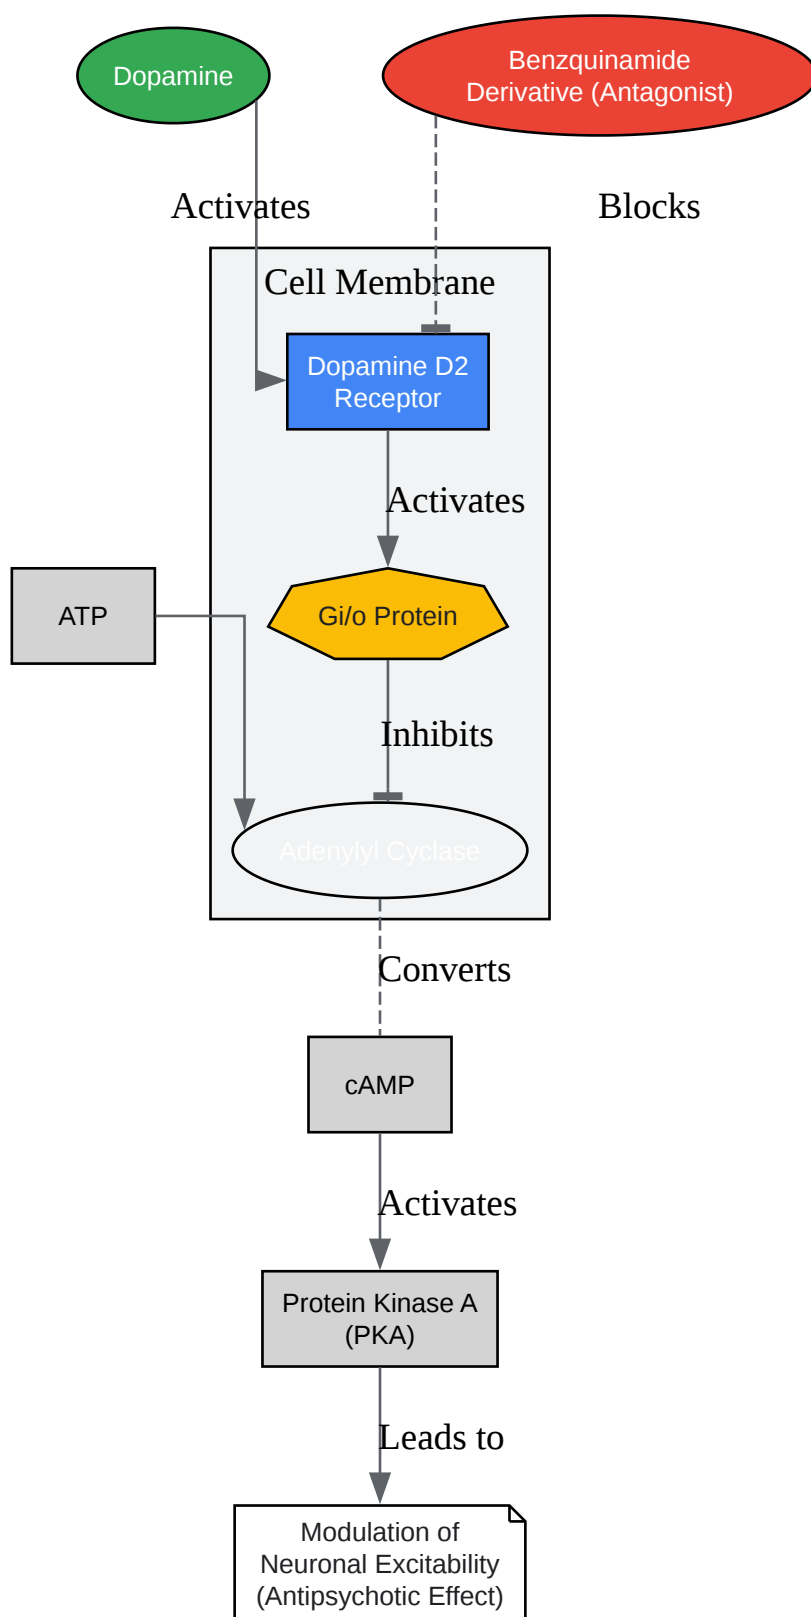 Dopamine
Benzquinamide
Derivative (Antagonist)
Activates
Blocks
Cell Membrane
Dopamine D2
Receptor
Activates
ATP
Gi/o Protein
Inhibits
Adenylyl Cyclase
Converts
cAMP
Activates
Protein Kinase A
(PKA)
Leads to
Modulation of
Neuronal Excitability
(Antipsychotic Effect)